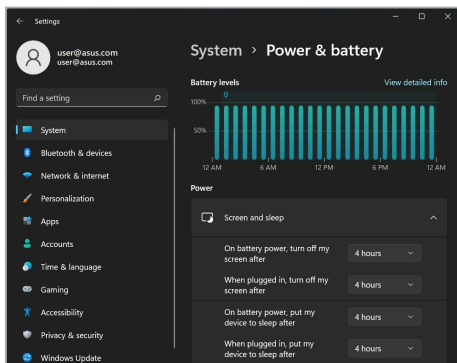 Settings
user@asus.com
user@asus.com
Find a setting
System
Bluetooth & devices
Network & internet
Personalization
Apps
Accounts
Time & language
Gaming
Accessibility
Privacy & security
Windows Update
System > Power & battery
Battery levels
View detailed info
100%
50%
12 AM 6 AM 12 PM 6 PM 12 AM
Power
Screen and sleep
On battery power, turn off my
screen after
4 hours
When plugged in, turn off my
screen after
4 hours
On battery power, put my
device to sleep after
4 hours
When plugged in, put my
device to sleep after
4 hours